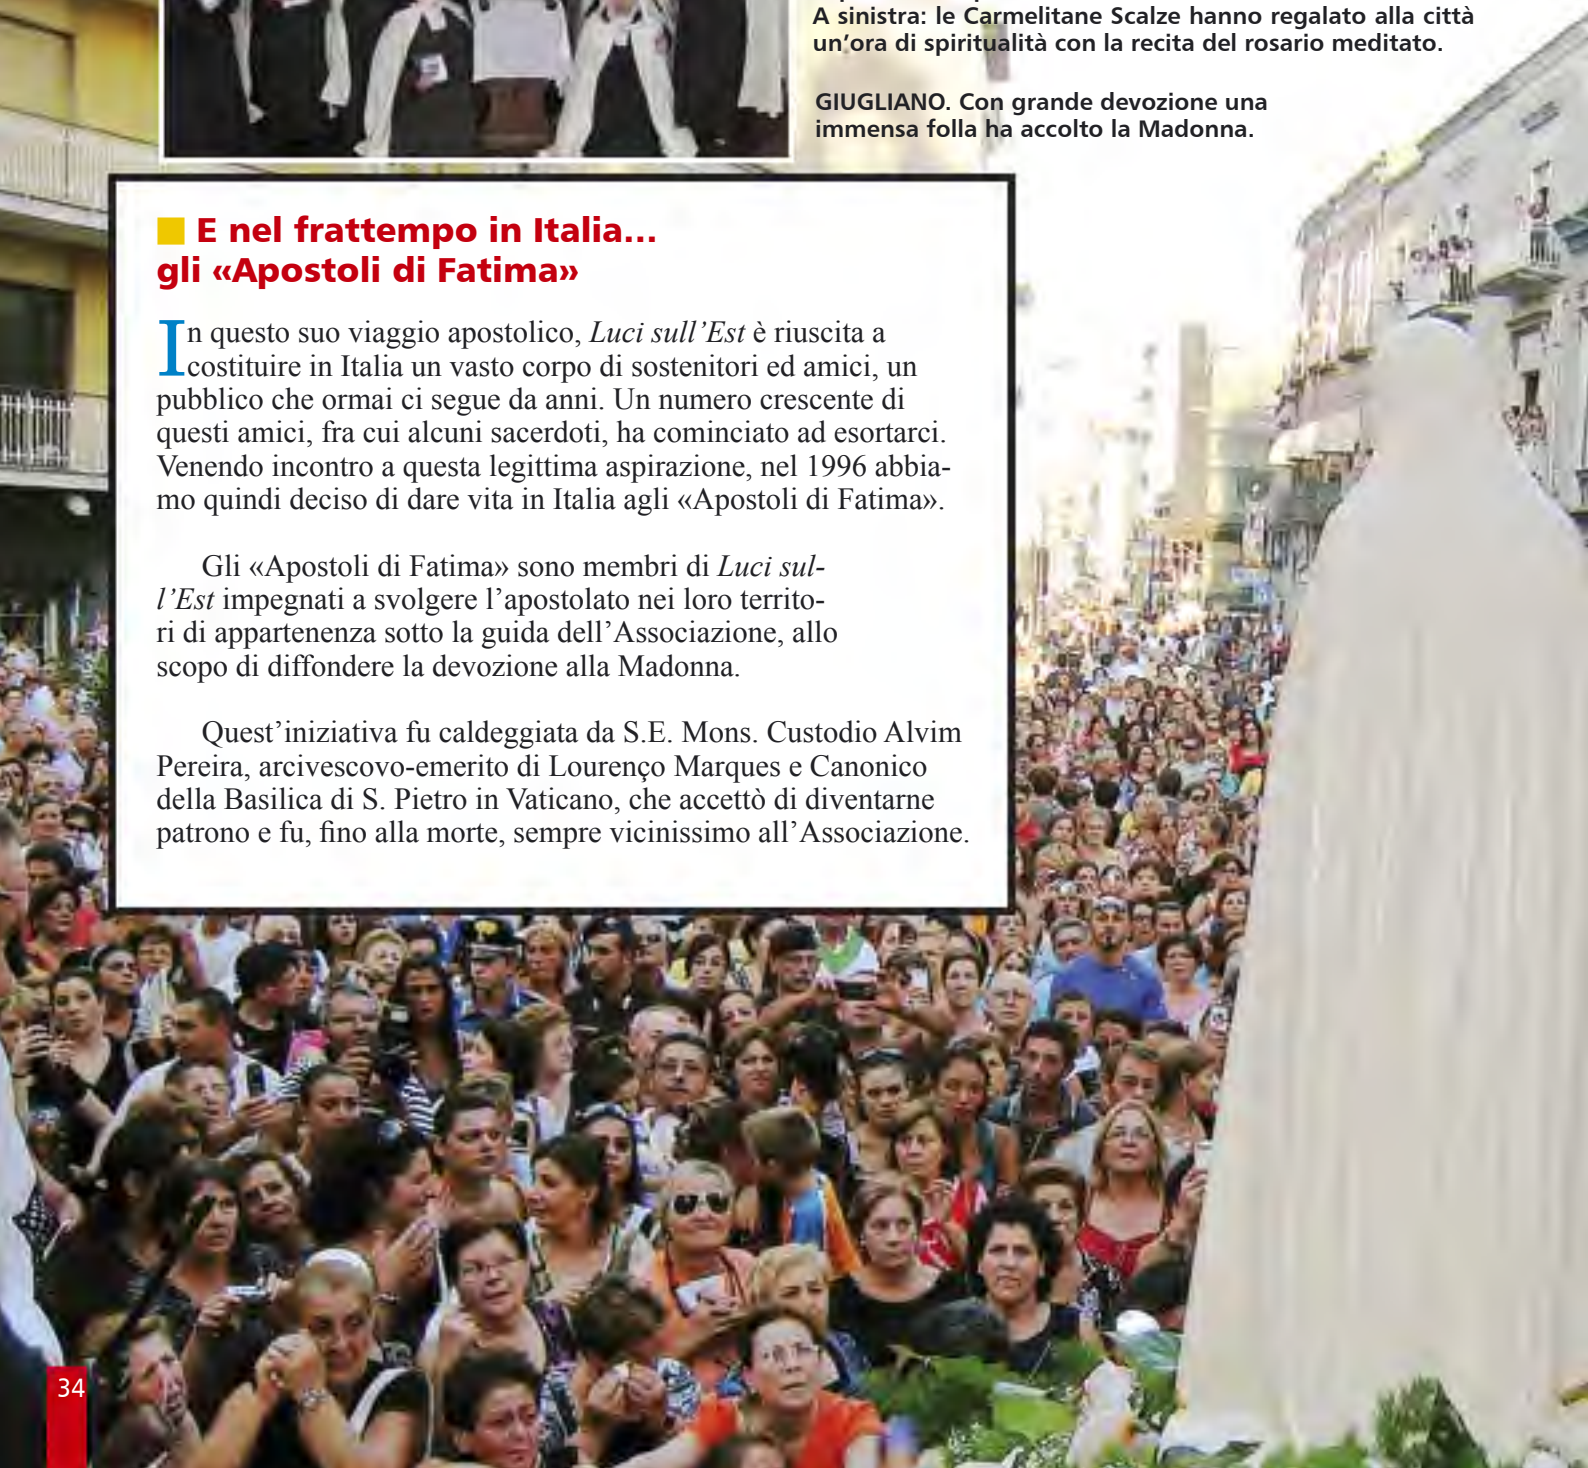 A sinistra: le Carmelitane Scalze hanno regalato alla città
un’ora di spiritualità con la recita del rosario meditato.
GIUGLIANO. Con grande devozione una
immensa folla ha accolto la Madonna.
E nel frattempo in Italia...
gli «Apostoli di Fatima»
In questo suo viaggio apostolico, Luci sull’Est è riuscita a
costituire in Italia un vasto corpo di sostenitori ed amici, un
pubblico che ormai ci segue da anni. Un numero crescente di
questi amici, fra cui alcuni sacerdoti, ha cominciato ad esortarci.
Venendo incontro a questa legittima aspirazione, nel 1996 abbia-
mo quindi deciso di dare vita in Italia agli «Apostoli di Fatima».
Gli «Apostoli di Fatima» sono membri di Luci sul-
l’Est impegnati a svolgere l’apostolato nei loro territo-
ri di appartenenza sotto la guida dell’Associazione, allo
scopo di diffondere la devozione alla Madonna.
Quest’iniziativa fu caldeggiata da S.E. Mons. Custodio Alvim
Pereira, arcivescovo-emerito di Lourenço Marques e Canonico
della Basilica di S. Pietro in Vaticano, che accettò di diventarne
patrono e fu, fino alla morte, sempre vicinissimo all’Associazione.
34